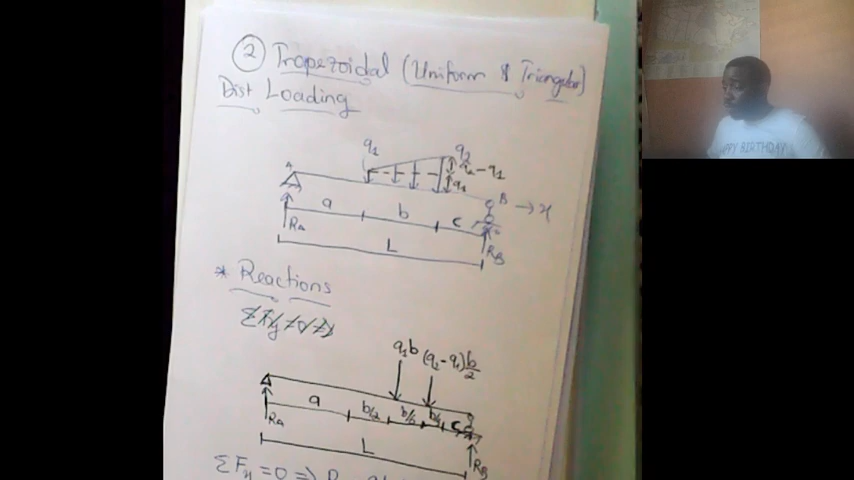 ② Trapezoidal (Uniform & Triangular)
Dist Loading
q₁ q₂
q₂-q₁
q₁
A B → x
a b c
RA RB
L
* Reactions
q₁b (q₂-q₁)b/2
a b/2 b/6 b/3 c
RA RB
L
ΣFy = 0 ⇒ R
HAPPY BIRTHDAY